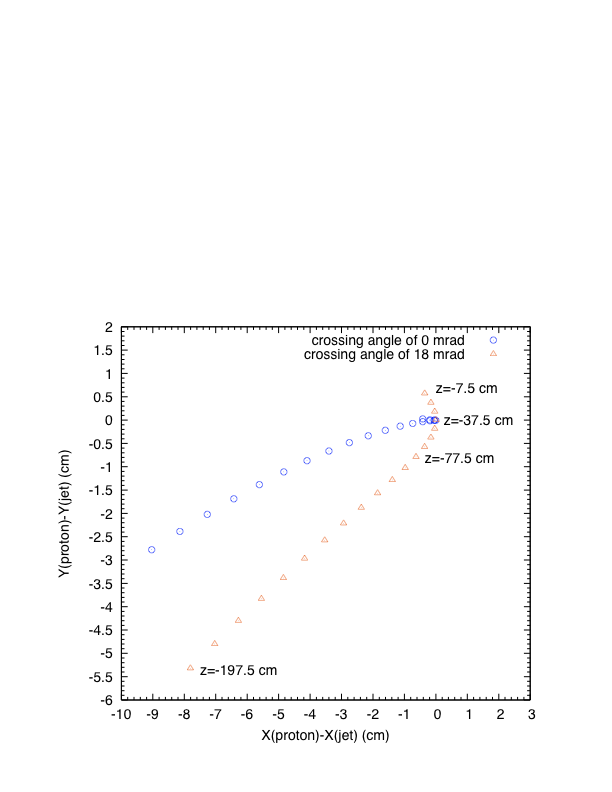 2
1.5
1
0.5
0
-0.5
-1
-1.5
-2
-2.5
-3
-3.5
-4
-4.5
-5
-5.5
-6
crossing angle of 0 mrad
crossing angle of 18 mrad
z=-7.5 cm
z=-37.5 cm
z=-77.5 cm
z=-197.5 cm
-10 -9 -8 -7 -6 -5 -4 -3 -2 -1 0 1 2 3
X(proton)-X(jet) (cm)
Y(proton)-Y(jet) (cm)